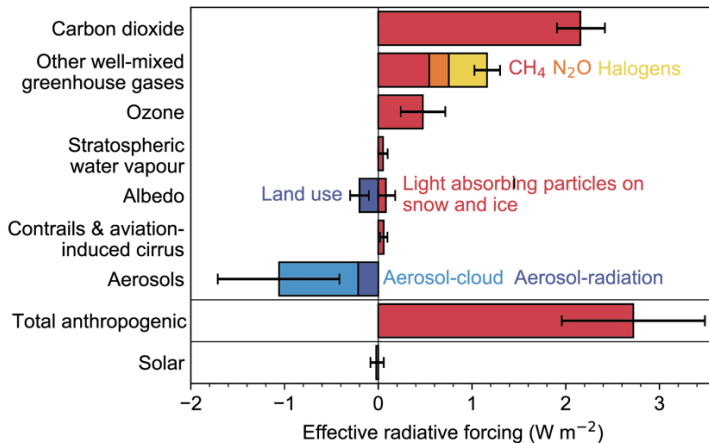 Carbon dioxide
Other well-mixed
greenhouse gases
CH₄ N₂O Halogens
Ozone
Stratospheric
water vapour
Albedo
Land use
Light absorbing particles on
snow and ice
Contrails & aviation-
induced cirrus
Aerosols
Aerosol-cloud Aerosol-radiation
Total anthropogenic
Solar
−2 −1 0 1 2 3
Effective radiative forcing (W m⁻²)